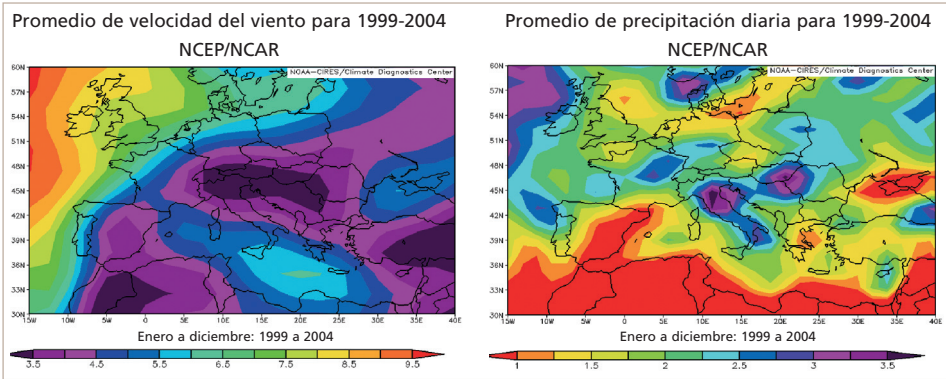 Promedio de velocidad del viento para 1999-2004
NCEP/NCAR
NOAA-CIRES/Climate Diagnostics Center
60N
57N
54N
51N
48N
45N
42N
39N
36N
33N
30N
15W 10W 5W 0 5E 10E 15E 20E 25E 30E 35E 40E
Enero a diciembre: 1999 a 2004
3.5 4.5 5.5 6.5 7.5 8.5 9.5
Promedio de precipitación diaria para 1999-2004
NCEP/NCAR
NOAA-CIRES/Climate Diagnostics Center
60N
57N
54N
51N
48N
45N
42N
39N
36N
33N
30N
15W 10W 5W 0 5E 10E 15E 20E 25E 30E 35E 40E
Enero a diciembre: 1999 a 2004
1 1.5 2 2.5 3 3.5